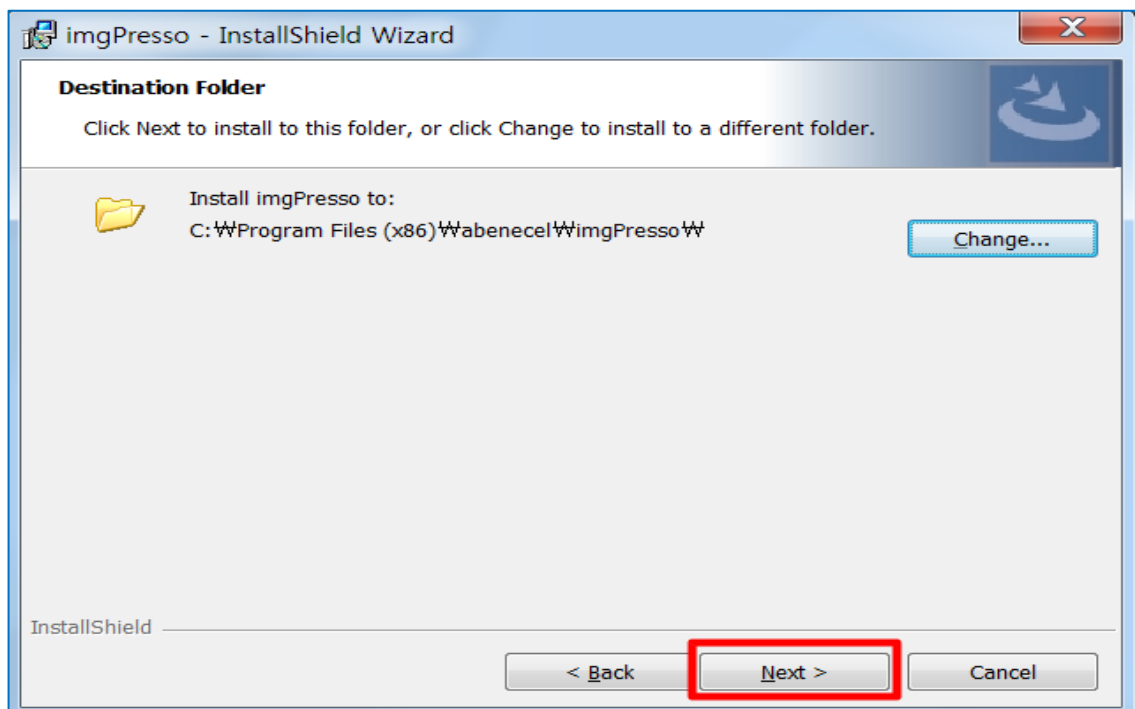 imgPresso - InstallShield Wizard
Destination Folder
Click Next to install to this folder, or click Change to install to a different folder.
Install imgPresso to:
C:₩Program Files (x86)₩abenecel₩imgPresso₩
Change...
InstallShield
< Back
Next >
Cancel